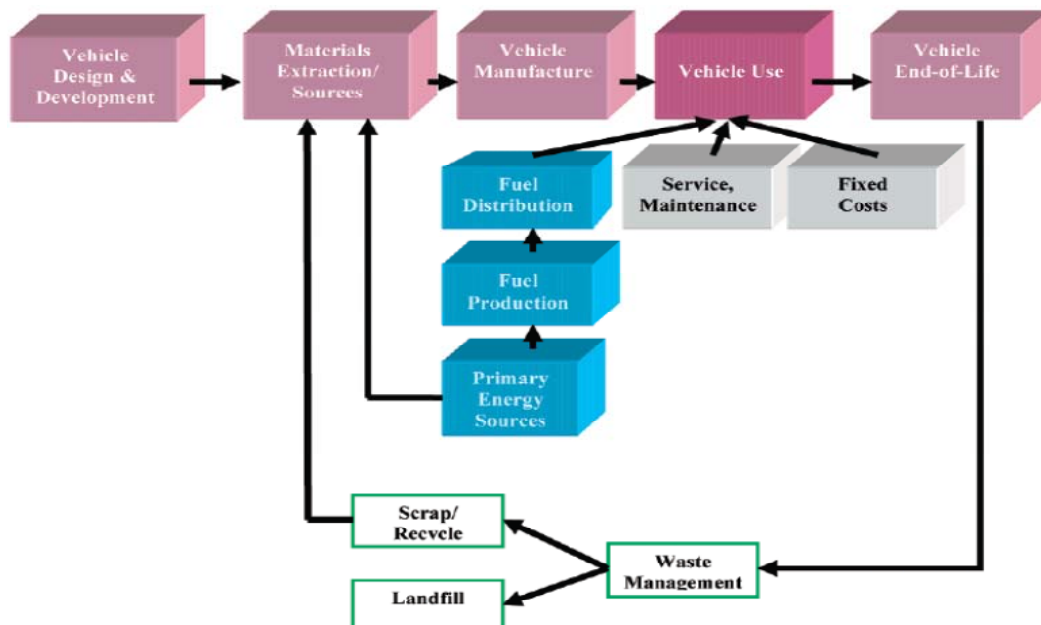 Vehicle
Design &
Development
Materials
Extraction/
Sources
Vehicle
Manufacture
Vehicle Use
Vehicle
End-of-Life
Fuel
Distribution
Service,
Maintenance
Fixed
Costs
Fuel
Production
Primary
Energy
Sources
Scrap/
Recycle
Waste
Management
Landfill